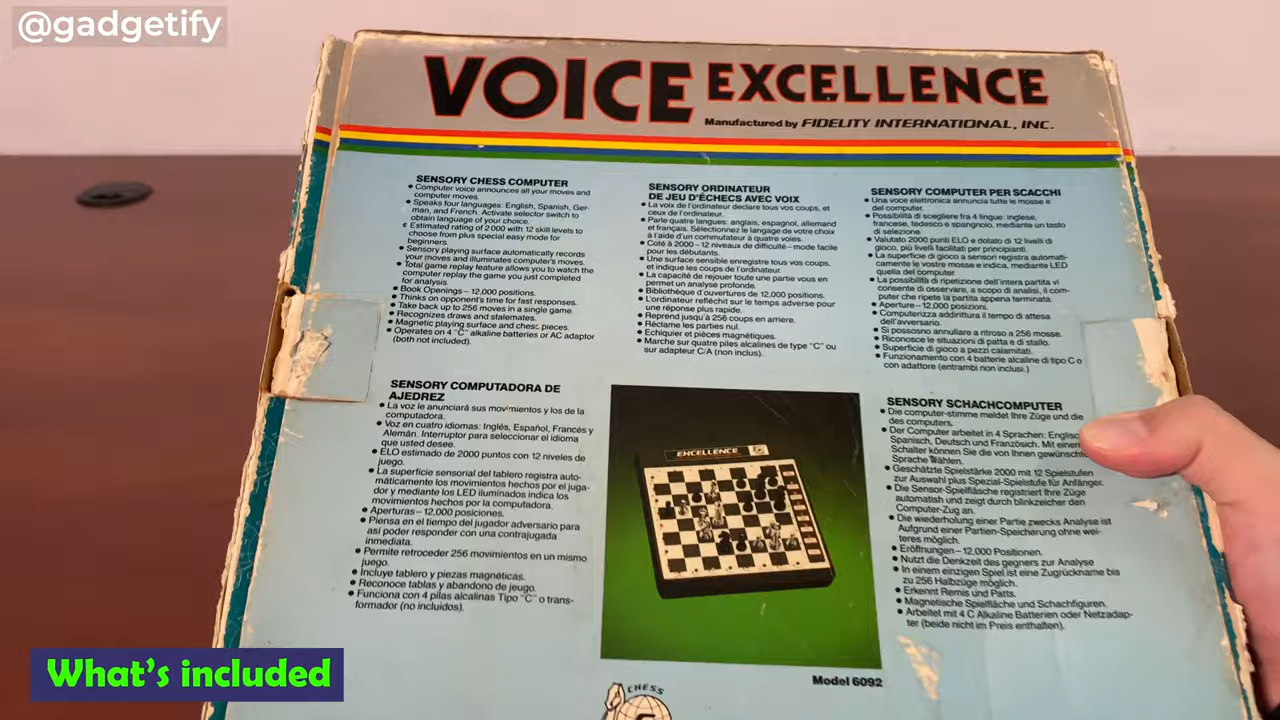 @gadgetify
VOICE EXCELLENCE
Manufactured by FIDELITY INTERNATIONAL, INC.
SENSORY CHESS COMPUTER
• Computer voice announces all your moves and
computer moves.
• Speaks four languages: English, Spanish, Ger-
man, and French. Activate selector switch to
obtain language of your choice.
• Estimated rating of 2000 with 12 skill levels to
choose from plus special easy mode for
beginners.
• Sensory playing surface automatically records
your moves and illuminates computer's moves.
• Total game replay feature allows you to watch the
computer replay the game you just completed
for analysis.
• Book Openings – 12,000 positions.
• Thinks on opponent's time for fast responses.
• Take back up to 256 moves in a single game.
• Recognizes draws and stalemates.
• Magnetic playing surface and chess pieces.
• Operates on 4 "C" alkaline batteries or AC adaptor
(both not included).
SENSORY ORDINATEUR
DE JEU D'ÉCHECS AVEC VOIX
• La voix de l'ordinateur déclare tous vos coups, et
ceux de l'ordinateur.
• Parle quatre langues: anglais, espagnol, allemand
et français. Sélectionnez le langage de votre choix
à l'aide d'un commutateur à quatre voies.
• Coté à 2000 – 12 niveaux de difficulté – mode facile
pour les débutants.
• Une surface sensible enregistre tous vos coups,
et indique les coups de l'ordinateur.
• La capacité de rejouer toute une partie vous en
permet un analyse profonde.
• Bibliothèque d'ouvertures de 12,000 positions.
• L'ordinateur refléchit sur le temps adverse pour
une réponse plus rapide.
• Reprend jusqu'à 256 coups en arriere.
• Réclame les parties nul.
• Echiquier et pièces magnétiques.
• Marche sur quatre piles alcalines de type "C" ou
sur adapteur C/A (non inclus).
SENSORY COMPUTER PER SCACCHI
• Una voce elettronica annuncia tutte le mosse e
del computer.
• Possibilità di scegliere fra 4 lingue: inglese,
francese, tedesco e spagnolo, mediante un tasto
di selezione.
• Valutato 2000 punti ELO e dotato di 12 livelli di
gioco, più livelli facilitati per principianti.
• La superficie di gioco a sensori registra automati-
camente le vostre mosse e indica, mediante LED
quella del computer.
• La possibilità di ripetizione dell'intera partita vi
consente di osservare, a scopo di analisi, il com-
puter che ripete la partita appena terminata.
• Aperture – 12,000 posizioni.
• Computerizza addirittura il tempo di attesa
dell'avversario.
• Si possono annullare a ritroso a 256 mosse.
• Riconosce le situazioni di patta e di stallo.
• Superficie di gioco a pezzi calamitati.
• Funzionamento con 4 batterie alcaline di tipo C o
con adattore (entrambi non inclusi.)
SENSORY COMPUTADORA DE
AJEDREZ
• La voz le anunciará sus movimientos y los de la
computadora.
• Voz en cuatro idiomas: Inglés, Español, Francés y
Alemán. Interruptor para seleccionar el idioma
que usted desee.
• ELO estimado de 2000 puntos con 12 niveles de
juego.
• La superficie sensorial del tablero registra auto-
máticamente los movimientos hechos por el juga-
dor y mediante los LED iluminados indica los
movimientos hechos por la computadora.
• Aperturas – 12,000 posiciones.
• Piensa en el tiempo del jugador adversario para
así poder responder con una contrajugada
inmediata.
• Permite retroceder 256 movimientos en un mismo
juego.
• Incluye tablero y piezas magnéticas.
• Reconoce tablas y abandono de juego.
• Funciona con 4 pilas alcalinas Tipo "C" o trans-
formador (no incluidos).
EXCELLENCE
Model 6092
CHESS
SENSORY SCHACHCOMPUTER
• Die computer-stimme meldet Ihre Züge und die
des computers.
• Der Computer arbeitet in 4 Sprachen: Englisc
Spanisch, Deutsch und Französich. Mit einem
Schalter können Sie die von Ihnen gewünschte
Sprache Wählen.
• Geschätzte Spielstärke 2000 mit 12 Spielstufen
zur Auswahl plus Spezial-Spielstufe für Anfänger.
• Die Sensor-Spielfläche registriert Ihre Züge
automatish und zeigt durch blinkzeichen den
Computer-Zug an.
• Die wiederholung einer Partie zwecks Analyse ist
Aufgrund einer Partien-Speicherung ohne wei-
teres möglich.
• Eröffnungen – 12,000 Positionen.
• Nutzt die Denkzeit des gegners zur Analyse
• In einem einzigen Spiel ist eine Zugrückname bis
zu 256 Halbzüge möglich.
• Erkennt Remis und Patts.
• Magnetische Spielfläche und Schachfiguren.
• Arbeitet mit 4 C Alkaline Batterien oder Netzadap-
ter (beide nicht im Preis enthalten).
What's included